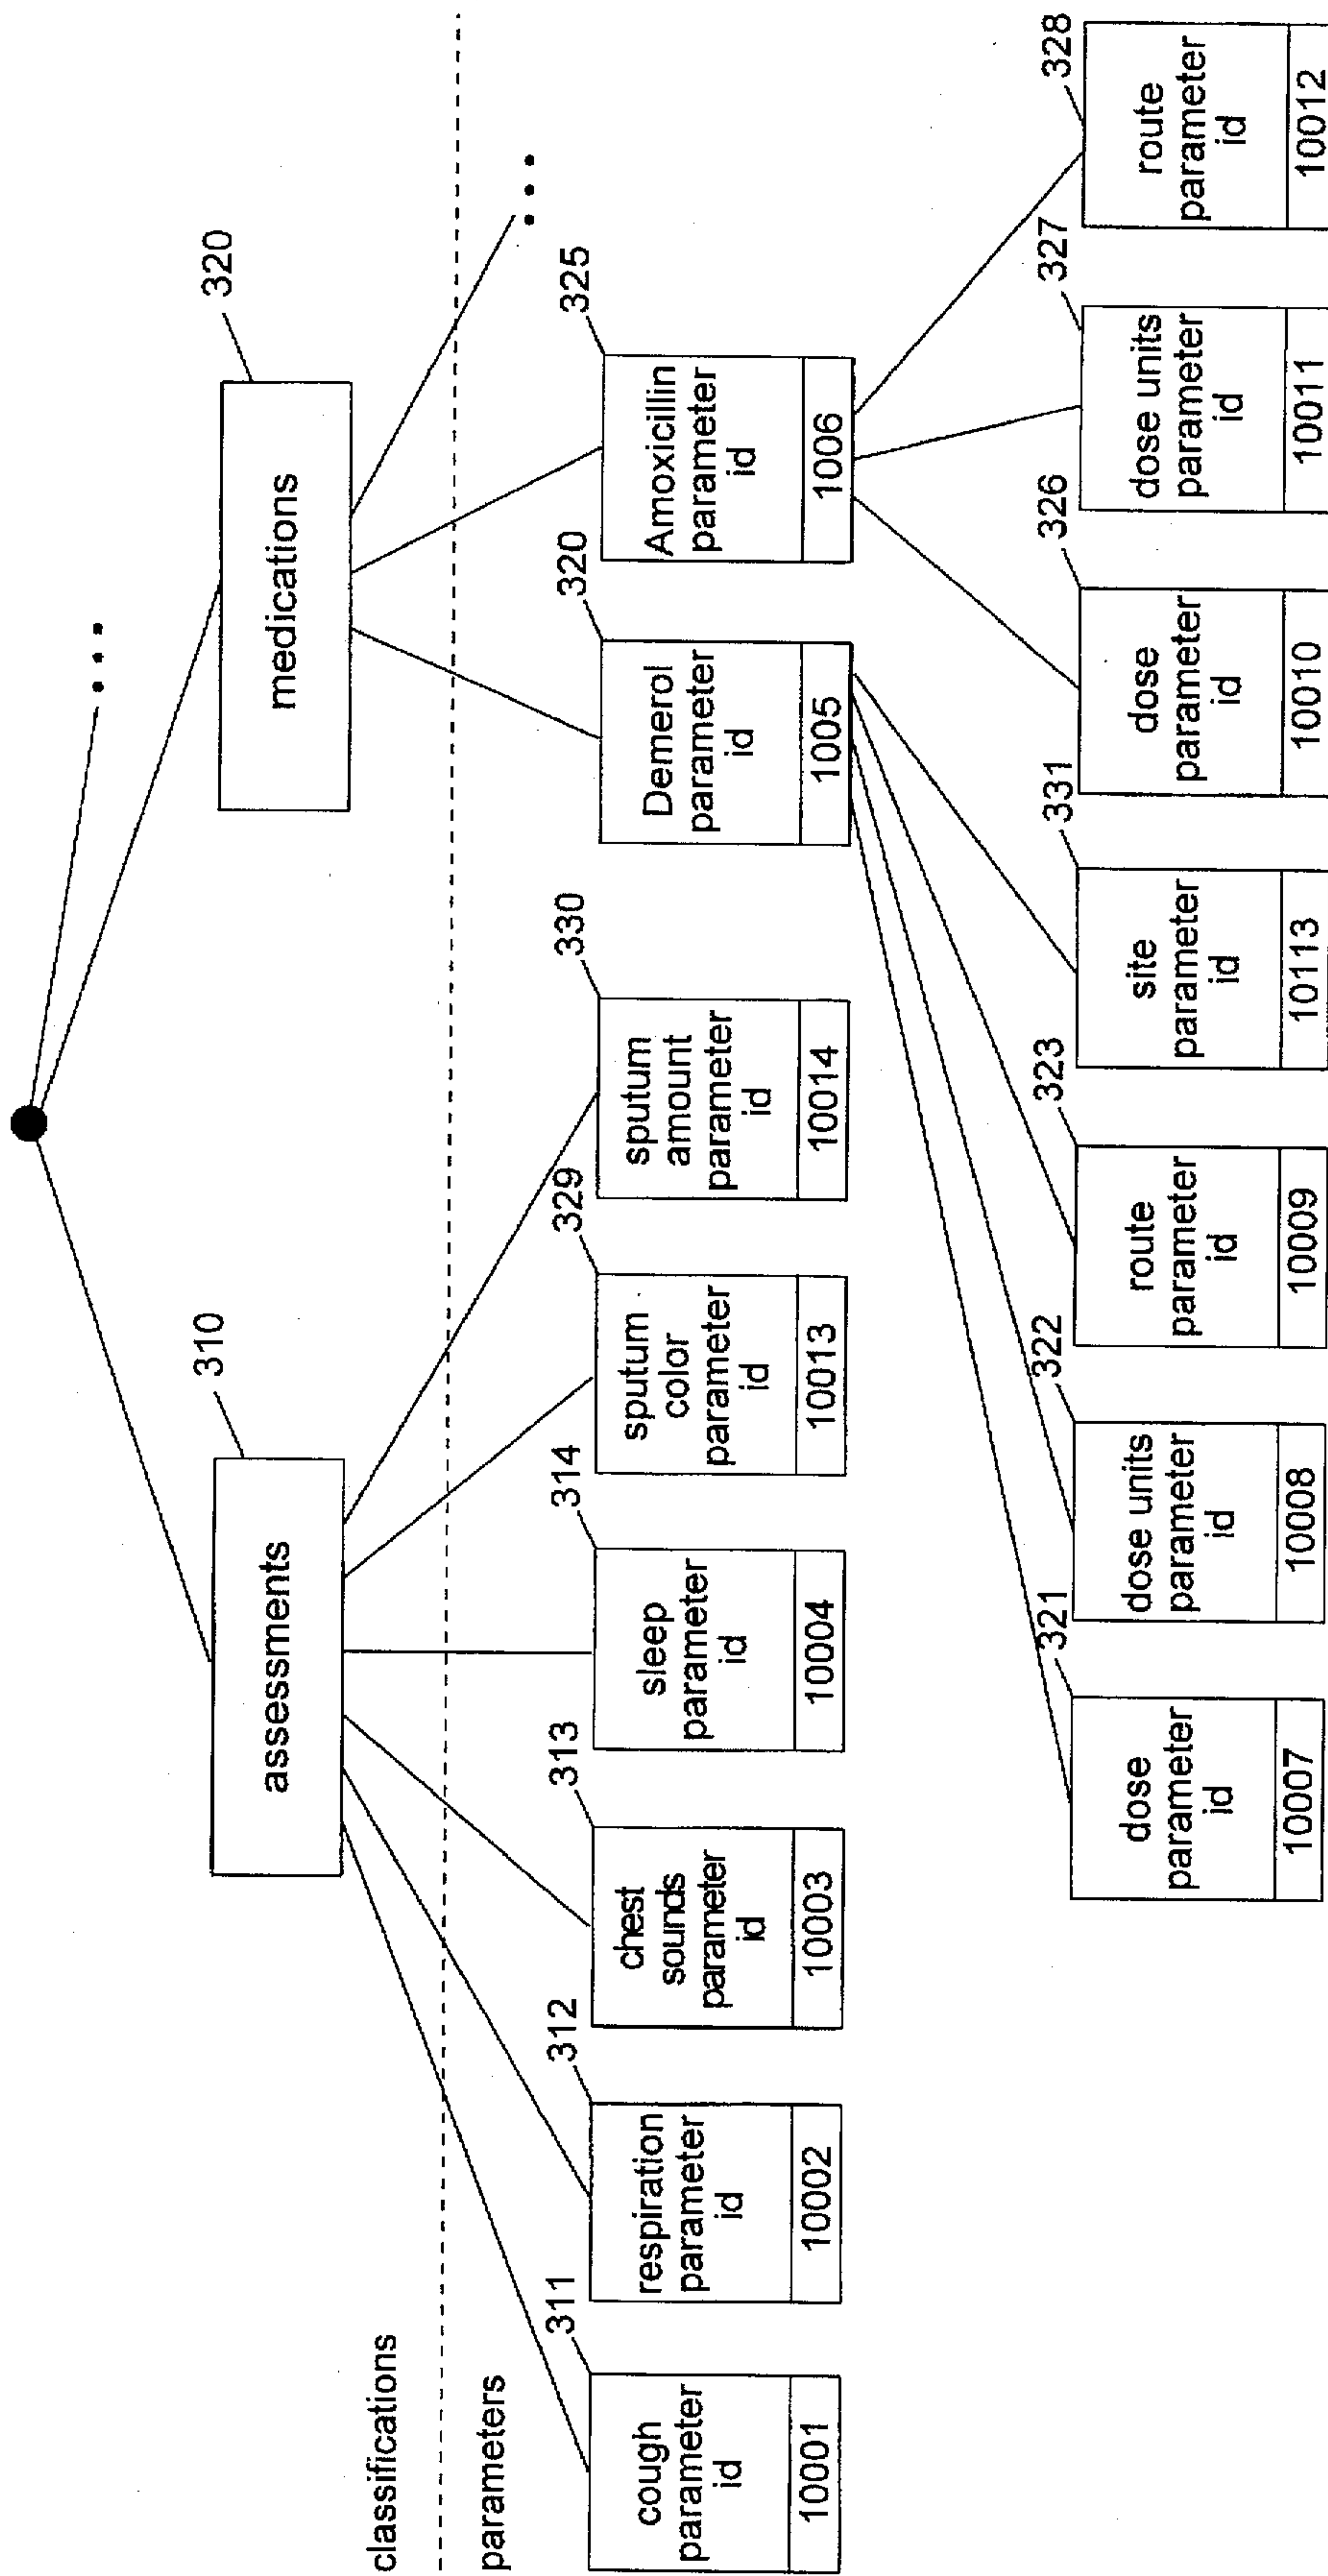 310
assessments
320
medications
classifications
parameters
311
cough
parameter
id
10001
312
respiration
parameter
id
10002
313
chest
sounds
parameter
id
10003
314
sleep
parameter
id
10004
329
sputum
color
parameter
id
10013
330
sputum
amount
parameter
id
10014
320
Demerol
parameter
id
1005
325
Amoxicillin
parameter
id
1006
321
dose
parameter
id
10007
322
dose units
parameter
id
10008
323
route
parameter
id
10009
331
site
parameter
id
10113
326
dose
parameter
id
10010
327
dose units
parameter
id
10011
328
route
parameter
id
10012